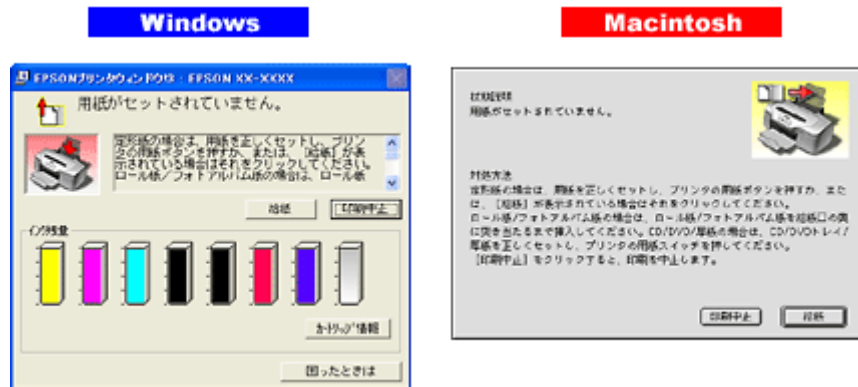 Windows
Macintosh
EPSONプリンタウィンドウ!3 : EPSON XX-XXXX
用紙がセットされていません。
定形紙の場合は、用紙を正しくセットし、プリン
タの用紙ボタンを押すか、または、［給紙］が表
示されている場合はそれをクリックしてください。
ロール紙/フォトアルバム紙の場合は、ロール紙
給紙
印刷中止
インク残量
カートリッジ情報
困ったときは
状況説明
用紙がセットされていません。
対処方法
定形紙の場合は、用紙を正しくセットし、プリンタの用紙ボタンを押すか、また
は、［給紙］が表示されている場合はそれをクリックしてください。
ロール紙/フォトアルバム紙の場合は、ロール紙/フォトアルバム紙を給紙口の奥
に突き当たるまで挿入してください。CD/DVD/厚紙の場合は、CD/DVDトレイ/
厚紙を正しくセットし、プリンタの用紙スイッチを押してください。
［印刷中止］をクリックすると、印刷を中止します。
印刷中止
給紙